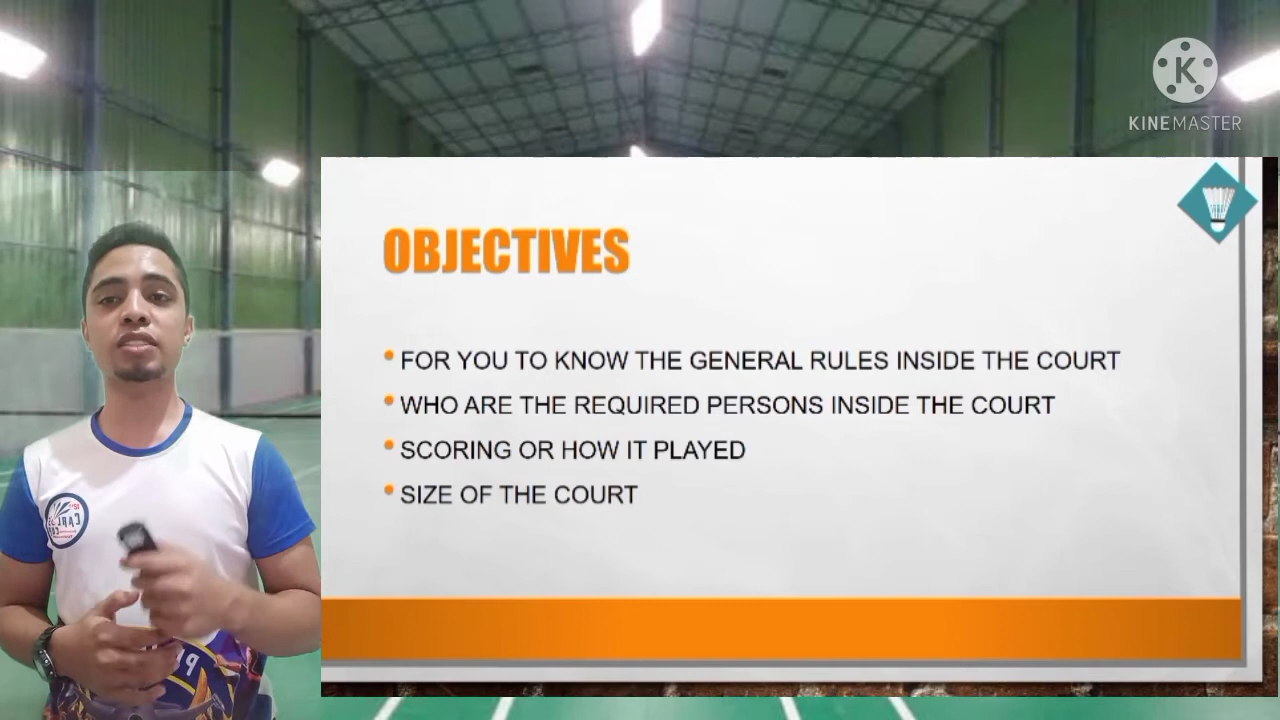 KINEMASTER
OBJECTIVES
• FOR YOU TO KNOW THE GENERAL RULES INSIDE THE COURT
• WHO ARE THE REQUIRED PERSONS INSIDE THE COURT
• SCORING OR HOW IT PLAYED
• SIZE OF THE COURT